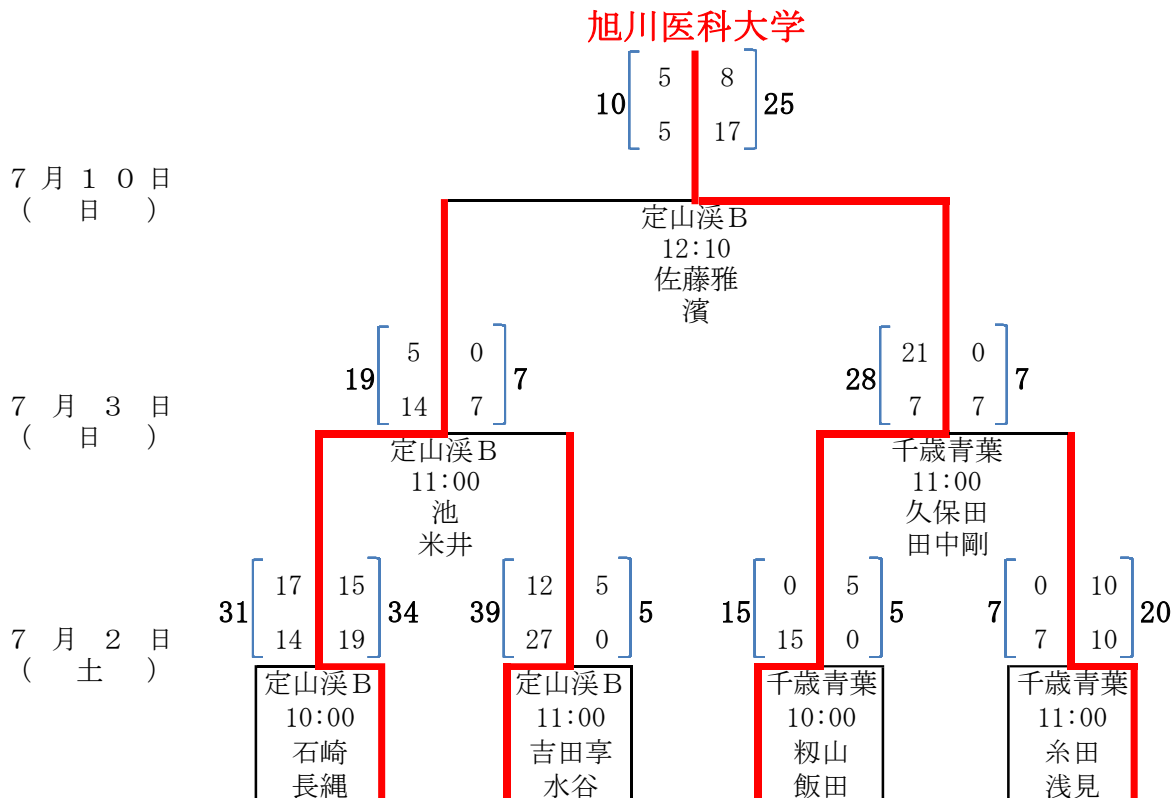 旭川医科大学
5 8
10 25
5 17
7月10日
(日)
定山渓B
12:10
佐藤雅
濱
5 0 21 0
19 7 28 7
14 7 7 7
7月3日
(日)
定山渓B 千歳青葉
11:00 11:00
池 久保田
米井 田中剛
17 15 12 5 0 5 0 10
31 34 39 5 15 5 7 20
14 19 27 0 15 0 7 10
7月2日
(土)
定山渓B 定山渓B 千歳青葉 千歳青葉
10:00 11:00 10:00 11:00
石崎 吉田享 籾山 糸田
長縄 水谷 飯田 浅見